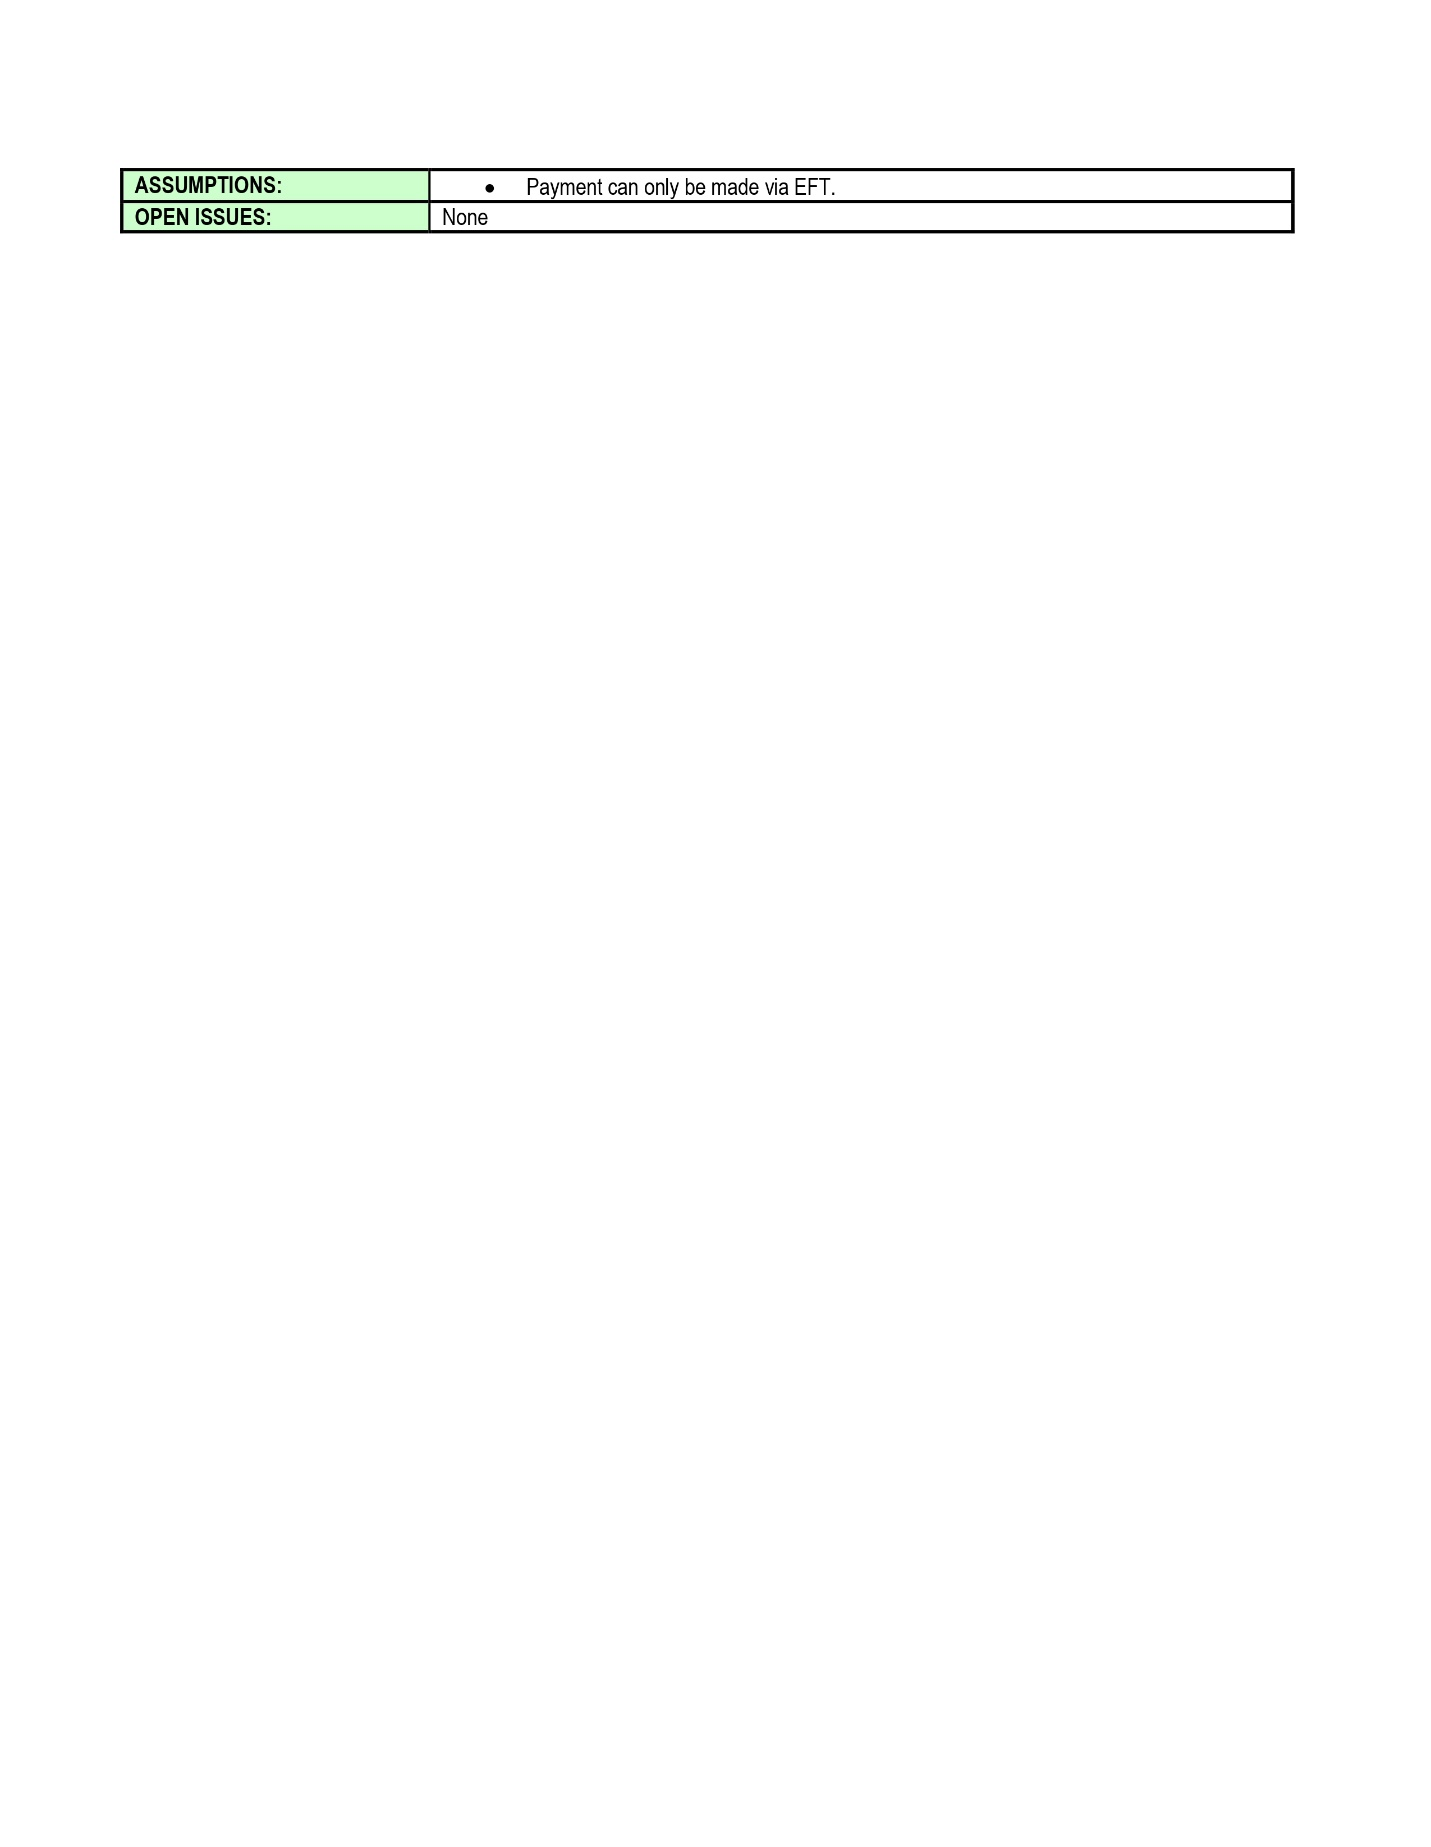 ASSUMPTIONS: • Payment can only be made via EFT.
OPEN ISSUES: None